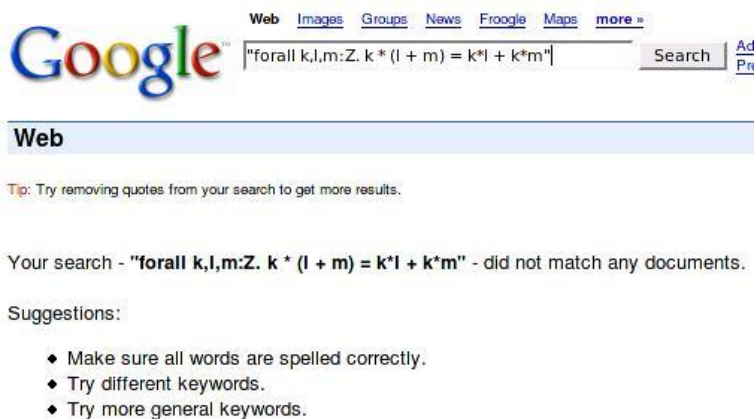 Web Images Groups News Froogle Maps more »
Google™ "forall k,l,m:Z. k * (l + m) = k*l + k*m" Search
Web
Tip: Try removing quotes from your search to get more results.
Your search - "forall k,l,m:Z. k * (l + m) = k*l + k*m" - did not match any documents.
Suggestions:
Make sure all words are spelled correctly.
Try different keywords.
Try more general keywords.